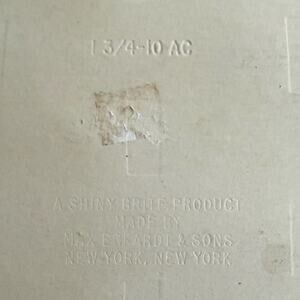 1 3/4-10 AC
A SHINY BRITE PRODUCT
MADE BY
MAX ECKARDT & SONS
NEW YORK, NEW YORK